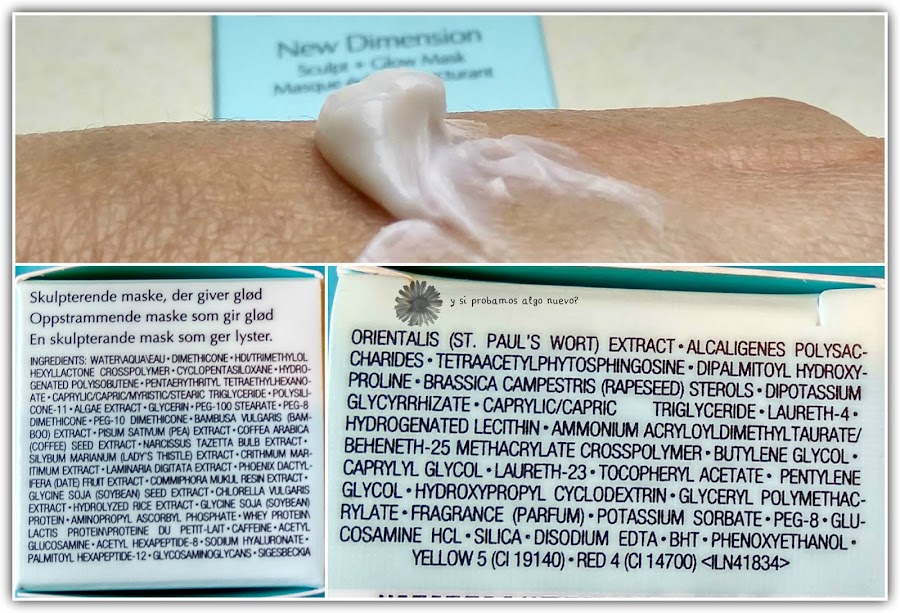 New Dimension
Sculpt + Glow Mask
Masque
Skulpterende maske, der giver glød
Oppstrammende maske som gir glød
En skulpterande mask som ger lyster.
INGREDIENTS: WATER\AQUA\EAU • DIMETHICONE • HDI/TRIMETHYLOL
HEXYLLACTONE CROSSPOLYMER • CYCLOPENTASILOXANE • HYDRO-
GENATED POLYISOBUTENE • PENTAERYTHRITYL TETRAETHYLHEXANO-
ATE • CAPRYLIC/CAPRIC/MYRISTIC/STEARIC TRIGLYCERIDE • POLYSILI-
CONE-11 • ALGAE EXTRACT • GLYCERIN • PEG-100 STEARATE • PEG-8
DIMETHICONE • PEG-10 DIMETHICONE • BAMBUSA VULGARIS (BAM-
BOO) EXTRACT • PISUM SATIVUM (PEA) EXTRACT • COFFEA ARABICA
(COFFEE) SEED EXTRACT • NARCISSUS TAZETTA BULB EXTRACT •
SILYBUM MARIANUM (LADY'S THISTLE) EXTRACT • CRITHMUM MAR-
ITIMUM EXTRACT • LAMINARIA DIGITATA EXTRACT • PHOENIX DACTYL-
IFERA (DATE) FRUIT EXTRACT • COMMIPHORA MUKUL RESIN EXTRACT •
GLYCINE SOJA (SOYBEAN) SEED EXTRACT • CHLORELLA VULGARIS
EXTRACT • HYDROLYZED RICE EXTRACT • GLYCINE SOJA (SOYBEAN)
PROTEIN • AMINOPROPYL ASCORBYL PHOSPHATE • WHEY PROTEIN\
LACTIS PROTEIN\PROTÉINE DU PETIT-LAIT • CAFFEINE • ACETYL
GLUCOSAMINE • ACETYL HEXAPEPTIDE-8 • SODIUM HYALURONATE •
PALMITOYL HEXAPEPTIDE-12 • GLYCOSAMINOGLYCANS • SIGESBECKIA
y si probamos algo nuevo?
ORIENTALIS (ST. PAUL'S WORT) EXTRACT • ALCALIGENES POLYSAC-
CHARIDES • TETRAACETYLPHYTOSPHINGOSINE • DIPALMITOYL HYDROXY-
PROLINE • BRASSICA CAMPESTRIS (RAPESEED) STEROLS • DIPOTASSIUM
GLYCYRRHIZATE • CAPRYLIC/CAPRIC TRIGLYCERIDE • LAURETH-4 •
HYDROGENATED LECITHIN • AMMONIUM ACRYLOYLDIMETHYLTAURATE/
BEHENETH-25 METHACRYLATE CROSSPOLYMER • BUTYLENE GLYCOL •
CAPRYLYL GLYCOL • LAURETH-23 • TOCOPHERYL ACETATE • PENTYLENE
GLYCOL • HYDROXYPROPYL CYCLODEXTRIN • GLYCERYL POLYMETHAC-
RYLATE • FRAGRANCE (PARFUM) • POTASSIUM SORBATE • PEG-8 • GLU-
COSAMINE HCL • SILICA • DISODIUM EDTA • BHT • PHENOXYETHANOL •
YELLOW 5 (CI 19140) • RED 4 (CI 14700) <ILN41834>